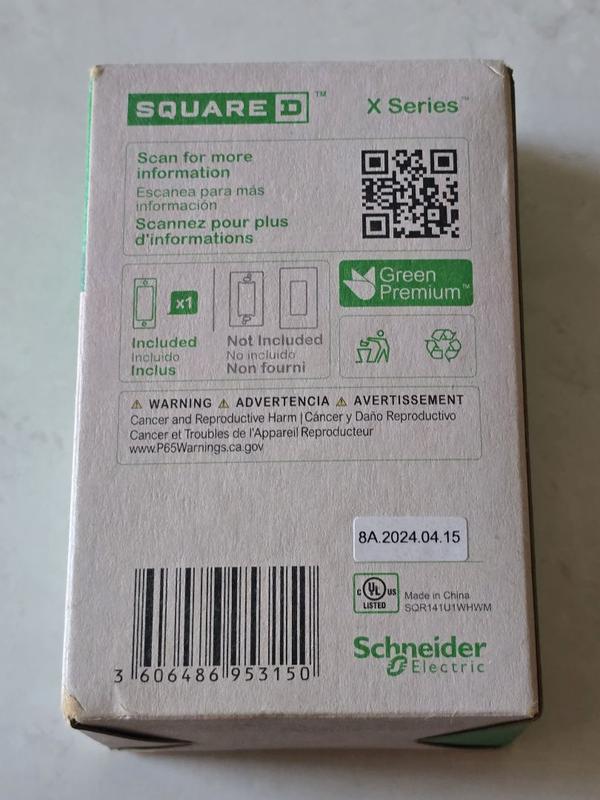 SQUARE D™
X Series™
Scan for more
information
Escanea para más
información
Scannez pour plus
d'informations
x1
Included
Incluido
Inclus
Not Included
No incluido
Non fourni
Green
Premium™
⚠ WARNING ⚠ ADVERTENCIA ⚠ AVERTISSEMENT
Cancer and Reproductive Harm | Cáncer y Daño Reproductivo
Cancer et Troubles de l'Appareil Reproducteur
www.P65Warnings.ca.gov
8A.2024.04.15
C UL US
LISTED
Made in China
SQR141U1WHWM
Schneider
Electric
3 606486 953150